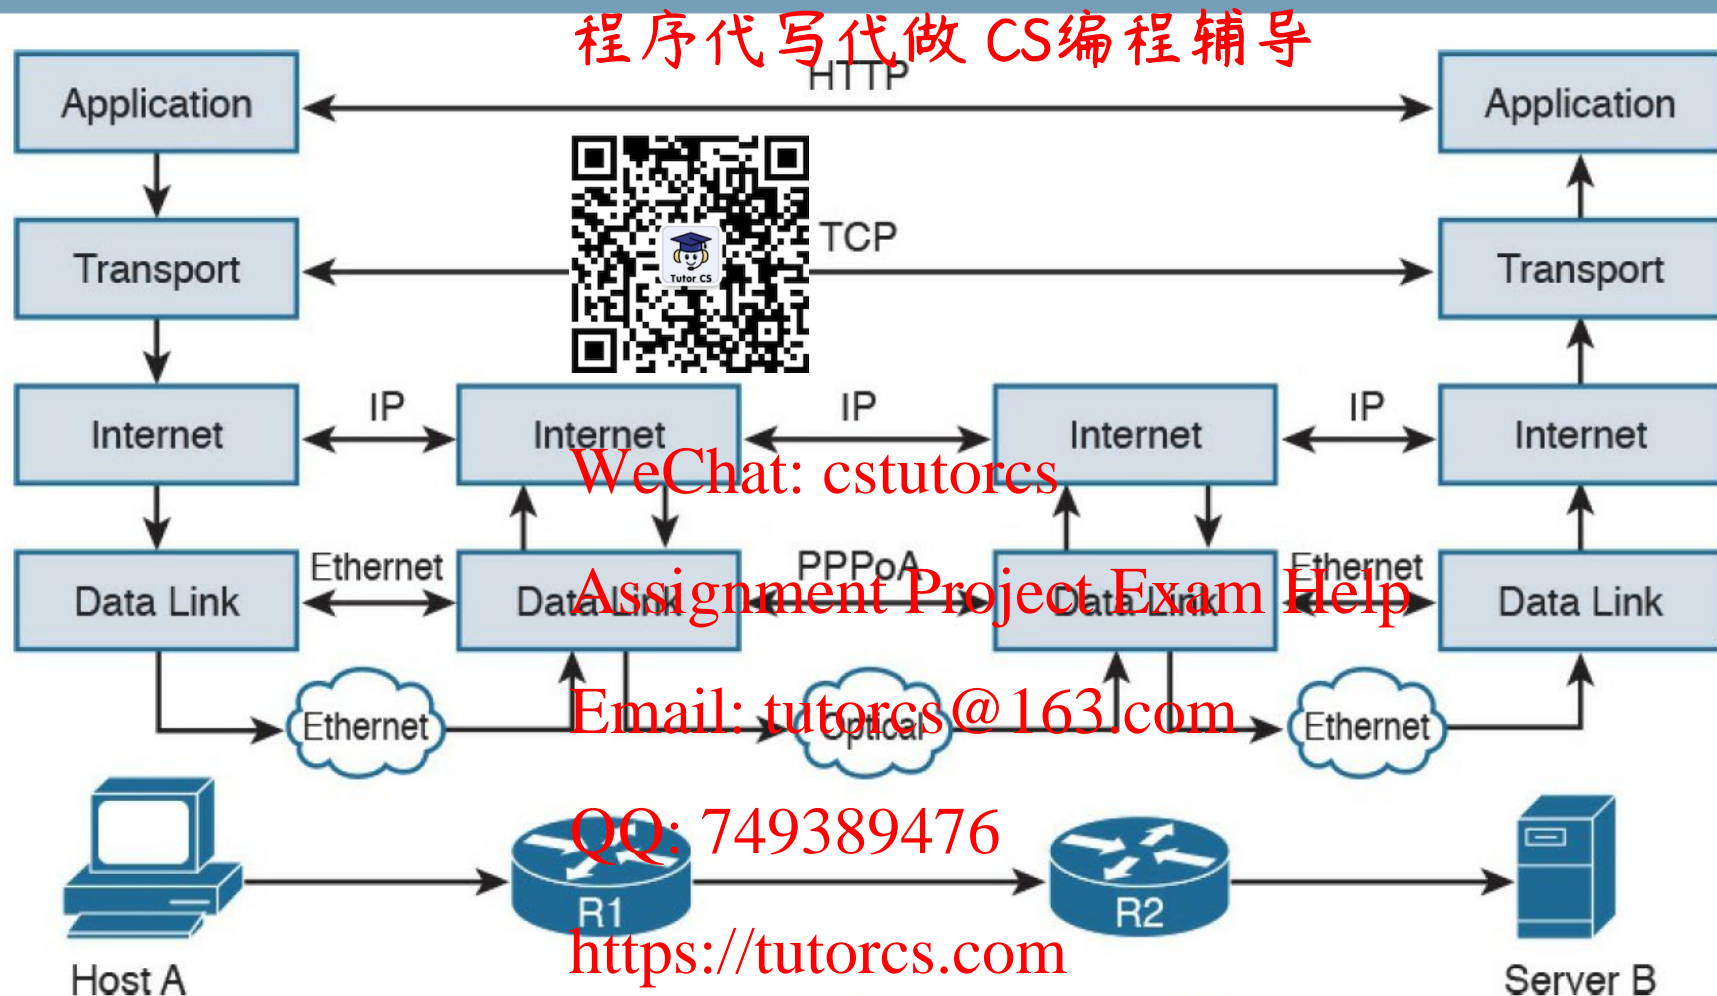 程序代写代做 CS编程辅导
HTTP
Application
Application
Tutor CS
TCP
Transport
Transport
IP
IP
IP
Internet
Internet
Internet
Internet
WeChat: cstutorcs
Ethernet
PPPoA
Ethernet
Data Link
Data Link
Data Link
Data Link
Assignment Project Exam Help
Ethernet
Optical
Ethernet
Email: tutorcs@163.com
QQ: 749389476
R1
R2
https://tutorcs.com
Host A
Server B